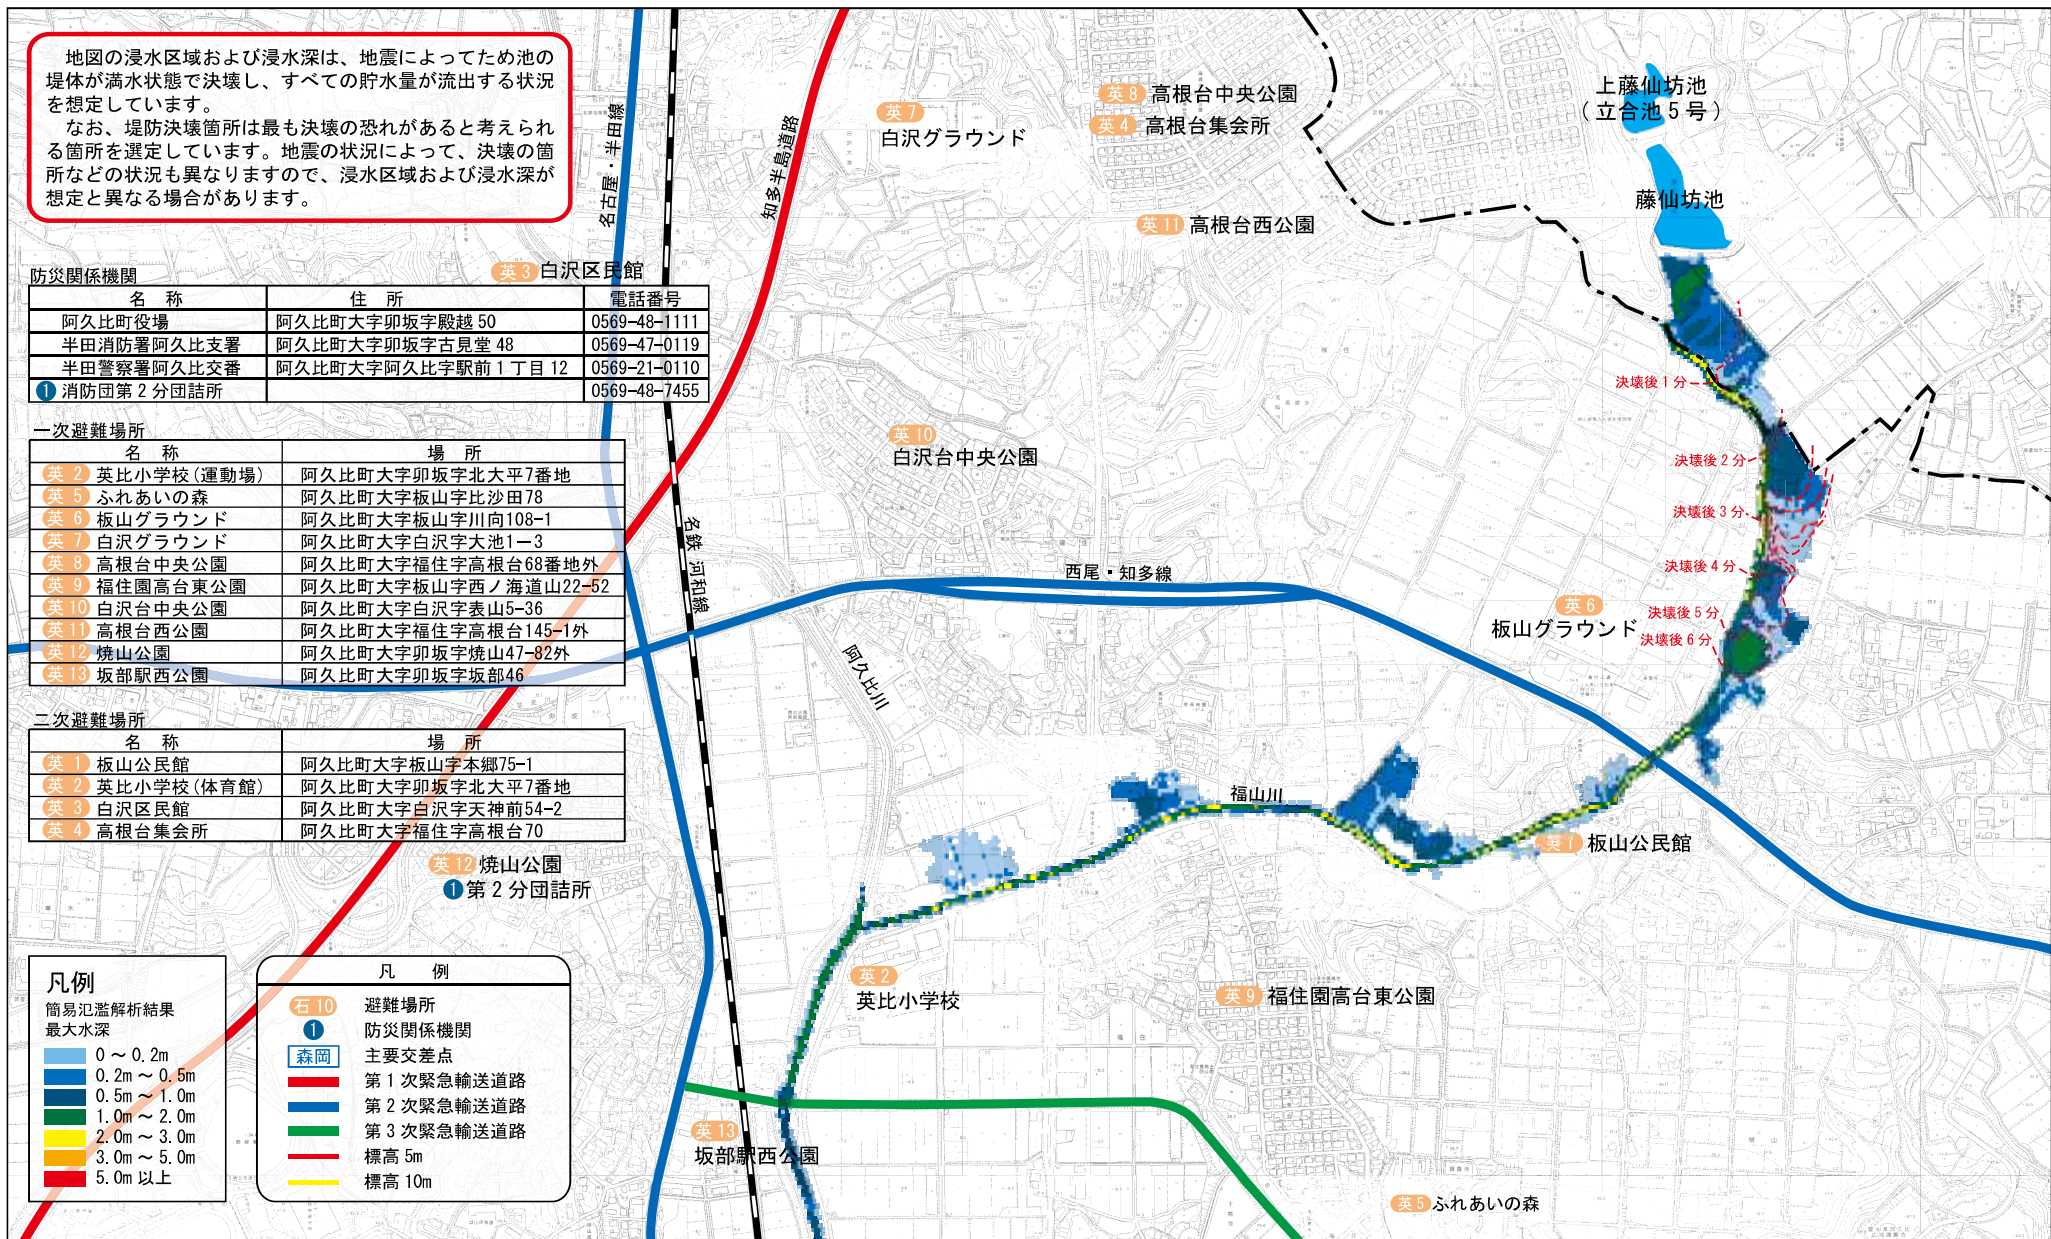 地図の浸水区域および浸水深は、地震によってため池の
堤体が満水状態で決壊し、すべての貯水量が流出する状況
を想定しています。
なお、堤防決壊箇所は最も決壊の恐れがあると考えられ
る箇所を選定しています。地震の状況によって、決壊の箇
所などの状況も異なりますので、浸水区域および浸水深が
想定と異なる場合があります。
名古屋・半田線
知多半島道路
英7
白沢グラウンド
英8 高根台中央公園
英4 高根台集会所
英11 高根台西公園
上藤仙坊池
(立合池5号)
藤仙坊池
英3 白沢区民館
防災関係機関
名 称 住 所 電話番号
阿久比町役場 阿久比町大字卯坂字殿越50 0569-48-1111
半田消防署阿久比支署 阿久比町大字卯坂字古見堂48 0569-47-0119
半田警察署阿久比交番 阿久比町大字阿久比字駅前1丁目12 0569-21-0110
1 消防団第2分団詰所 0569-48-7455
一次避難場所
名 称 場 所
英2 英比小学校(運動場) 阿久比町大字卯坂字北大平7番地
英5 ふれあいの森 阿久比町大字板山字比沙田78
英6 板山グラウンド 阿久比町大字板山字川向108-1
英7 白沢グラウンド 阿久比町大字白沢字大池1ー3
英8 高根台中央公園 阿久比町大字福住字高根台68番地外
英9 福住園高台東公園 阿久比町大字板山字西ノ海道山22-52
英10 白沢台中央公園 阿久比町大字白沢字表山5-36
英11 高根台西公園 阿久比町大字福住字高根台145-1外
英12 焼山公園 阿久比町大字卯坂字焼山47-82外
英13 坂部駅西公園 阿久比町大字卯坂字坂部46
二次避難場所
名 称 場 所
英1 板山公民館 阿久比町大字板山字本郷75-1
英2 英比小学校(体育館) 阿久比町大字卯坂字北大平7番地
英3 白沢区民館 阿久比町大字白沢字天神前54-2
英4 高根台集会所 阿久比町大字福住字高根台70
英10
白沢台中央公園
名鉄 河和線
西尾・知多線
阿久比川
決壊後1分
決壊後2分
決壊後3分
決壊後4分
決壊後5分
決壊後6分
英6
板山グラウンド
福山川
英1 板山公民館
英12 焼山公園
1 第2分団詰所
英2
英比小学校
英9 福住園高台東公園
英13
坂部駅西公園
英5 ふれあいの森
凡例
簡易氾濫解析結果
最大水深
0~0.2m
0.2m~0.5m
0.5m~1.0m
1.0m~2.0m
2.0m~3.0m
3.0m~5.0m
5.0m以上
凡 例
石10 避難場所
1 防災関係機関
森岡 主要交差点
第1次緊急輸送道路
第2次緊急輸送道路
第3次緊急輸送道路
標高5m
標高10m